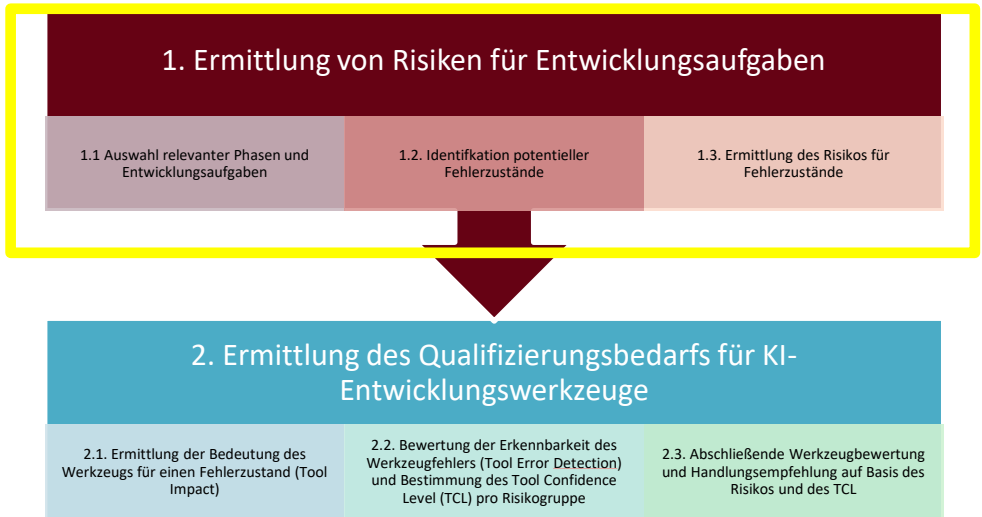 1. Ermittlung von Risiken für Entwicklungsaufgaben
1.1 Auswahl relevanter Phasen und
Entwicklungsaufgaben
1.2. Identifkation potentieller
Fehlerzustände
1.3. Ermittlung des Risikos für
Fehlerzustände
2. Ermittlung des Qualifizierungsbedarfs für KI-
Entwicklungswerkzeuge
2.1. Ermittlung der Bedeutung des
Werkzeugs für einen Fehlerzustand (Tool
Impact)
2.2. Bewertung der Erkennbarkeit des
Werkzeugfehlers (Tool Error Detection)
und Bestimmung des Tool Confidence
Level (TCL) pro Risikogruppe
2.3. Abschließende Werkzeugbewertung
und Handlungsempfehlung auf Basis des
Risikos und des TCL